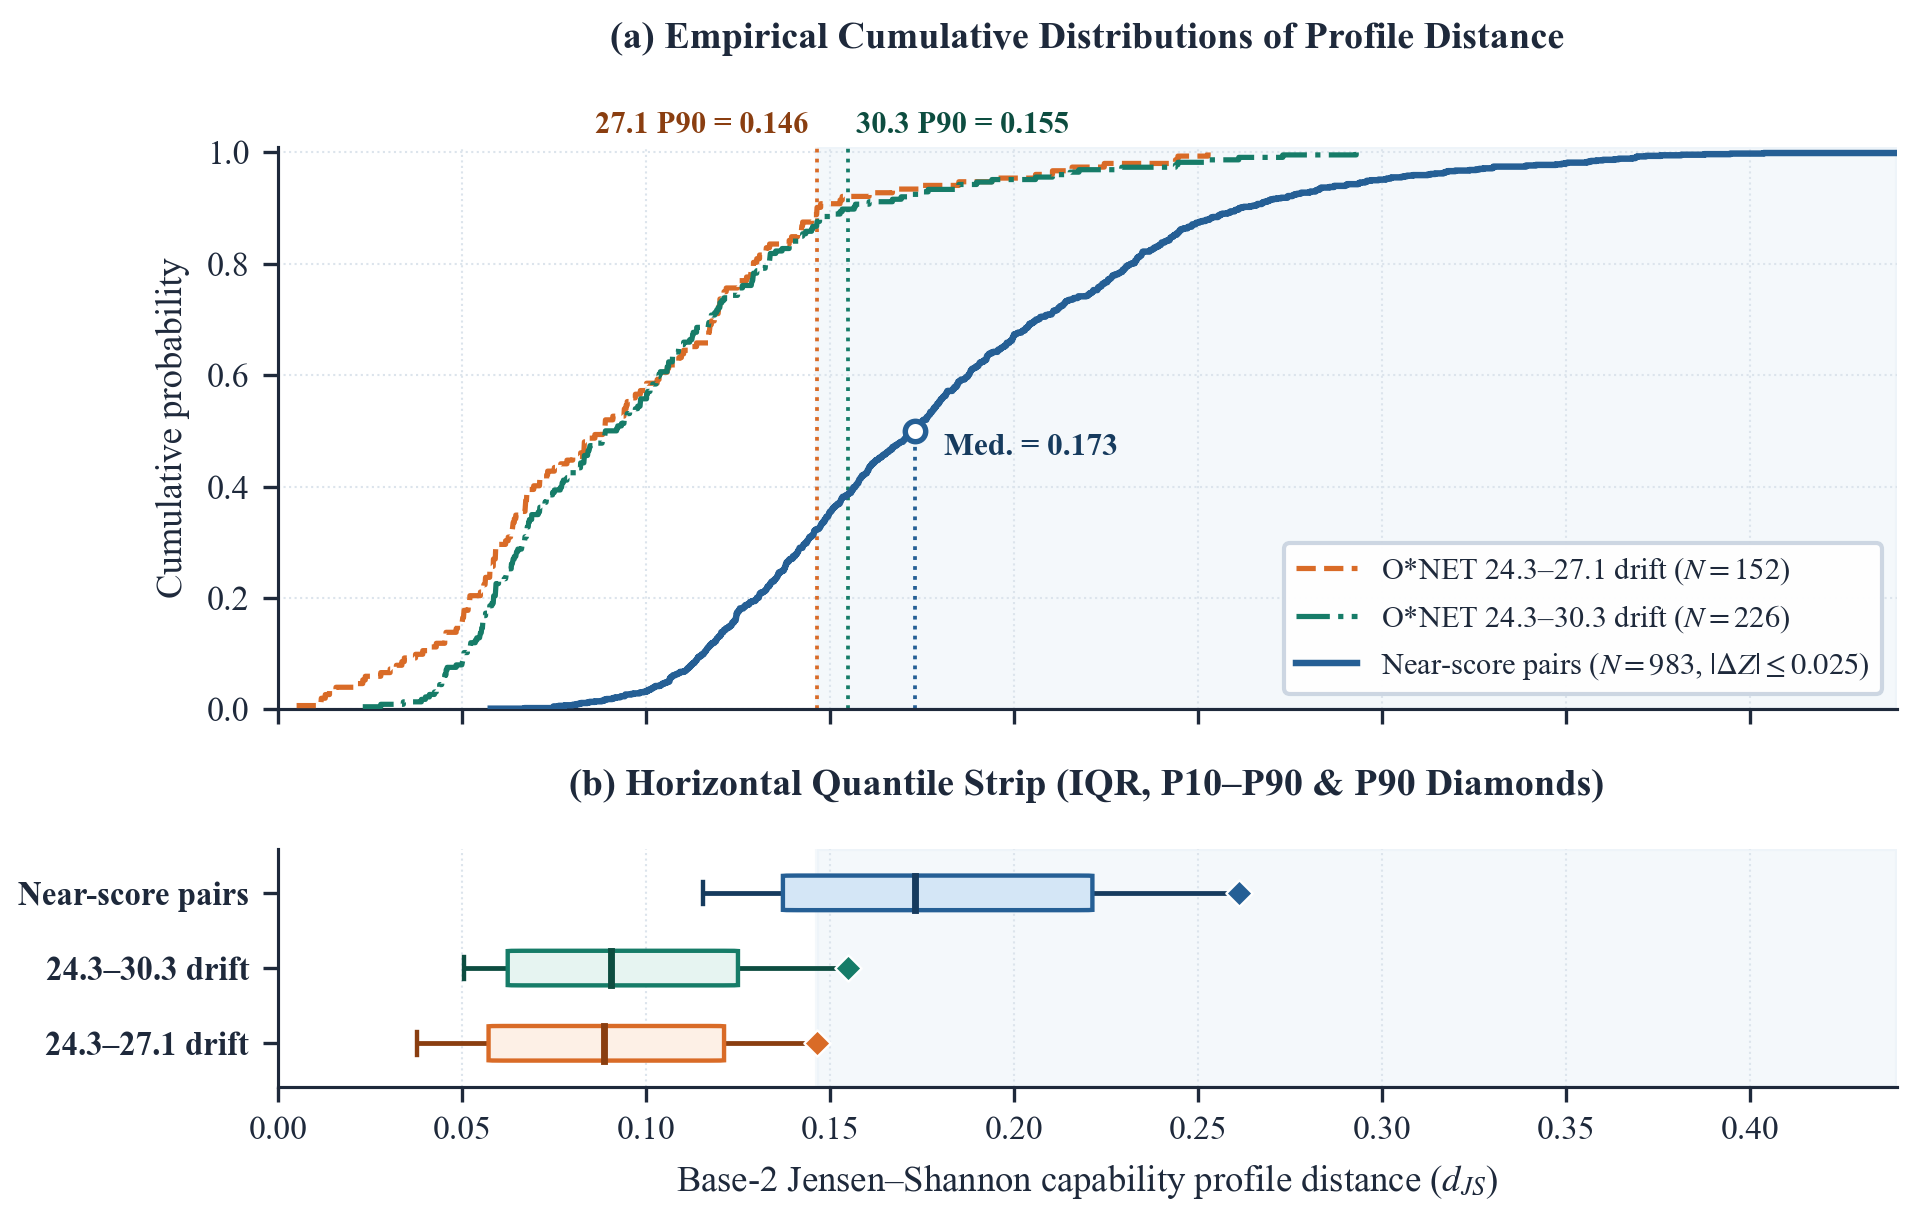 (a) Empirical Cumulative Distributions of Profile Distance
27.1 P90 = 0.146
30.3 P90 = 0.155
1.0
0.8
0.6
0.4
0.2
0.0
Cumulative probability
Med. = 0.173
O*NET 24.3–27.1 drift (N = 152)
O*NET 24.3–30.3 drift (N = 226)
Near-score pairs (N = 983, |ΔZ| ≤ 0.025)
(b) Horizontal Quantile Strip (IQR, P10–P90 & P90 Diamonds)
Near-score pairs
24.3–30.3 drift
24.3–27.1 drift
0.00 0.05 0.10 0.15 0.20 0.25 0.30 0.35 0.40
Base-2 Jensen–Shannon capability profile distance (dJS)